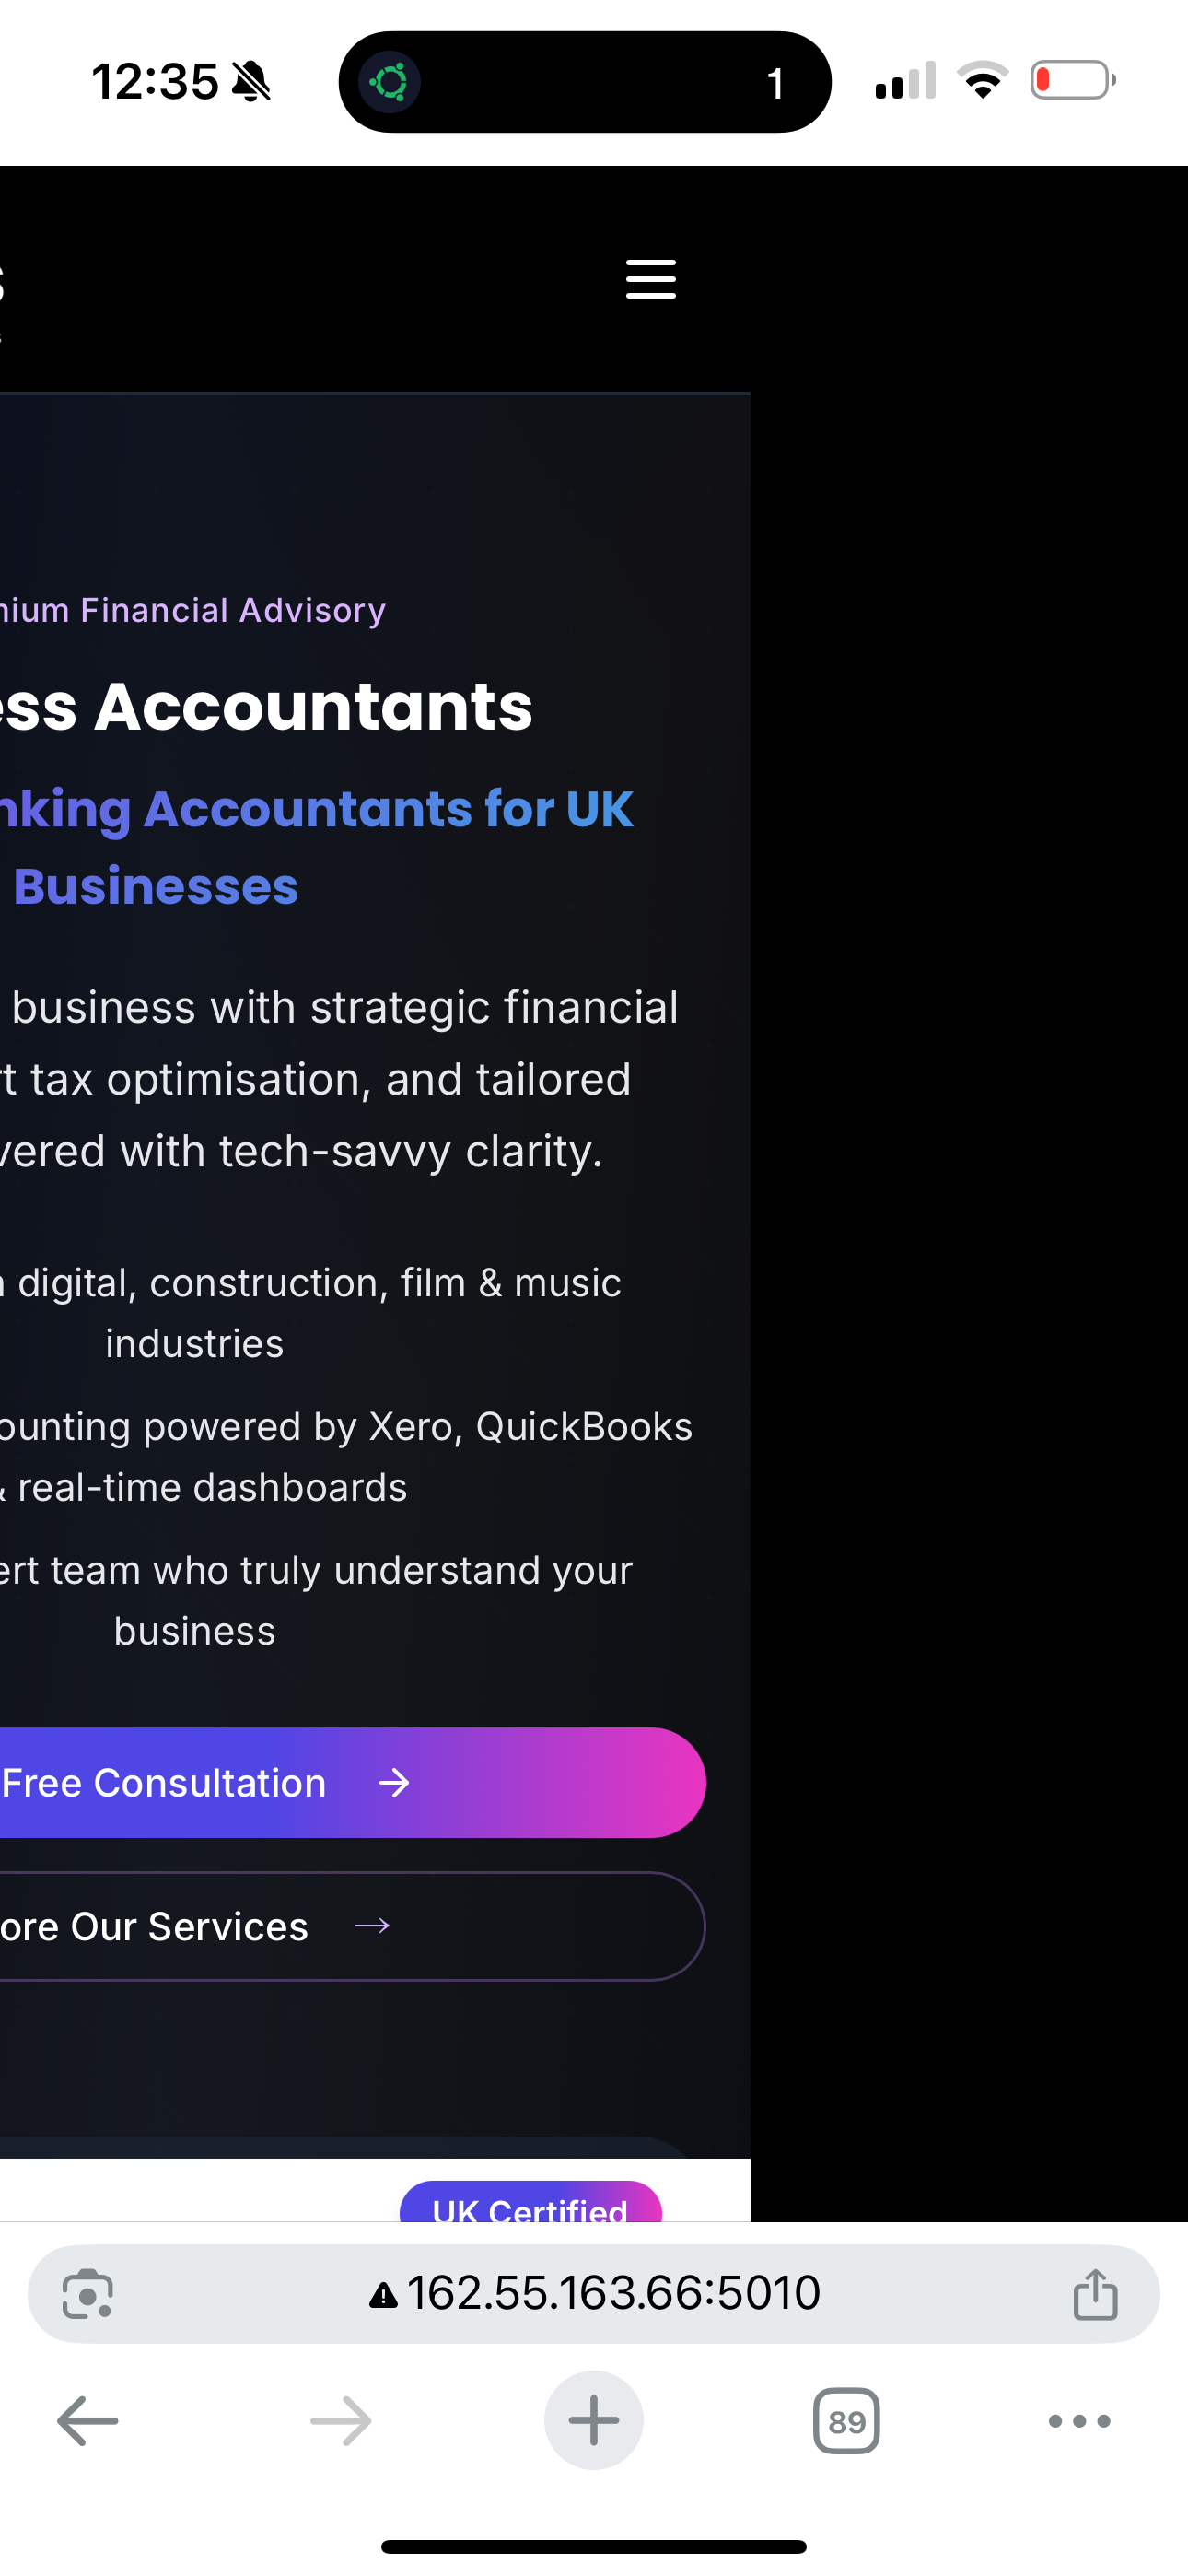 12:35
1
s
mium Financial Advisory
ess Accountants
nking Accountants for UK
Businesses
business with strategic financial
rt tax optimisation, and tailored
vered with tech-savvy clarity.
n digital, construction, film & music
industries
ounting powered by Xero, QuickBooks
& real-time dashboards
ert team who truly understand your
business
Free Consultation →
ore Our Services →
UK Certified
162.55.163.66:5010
89